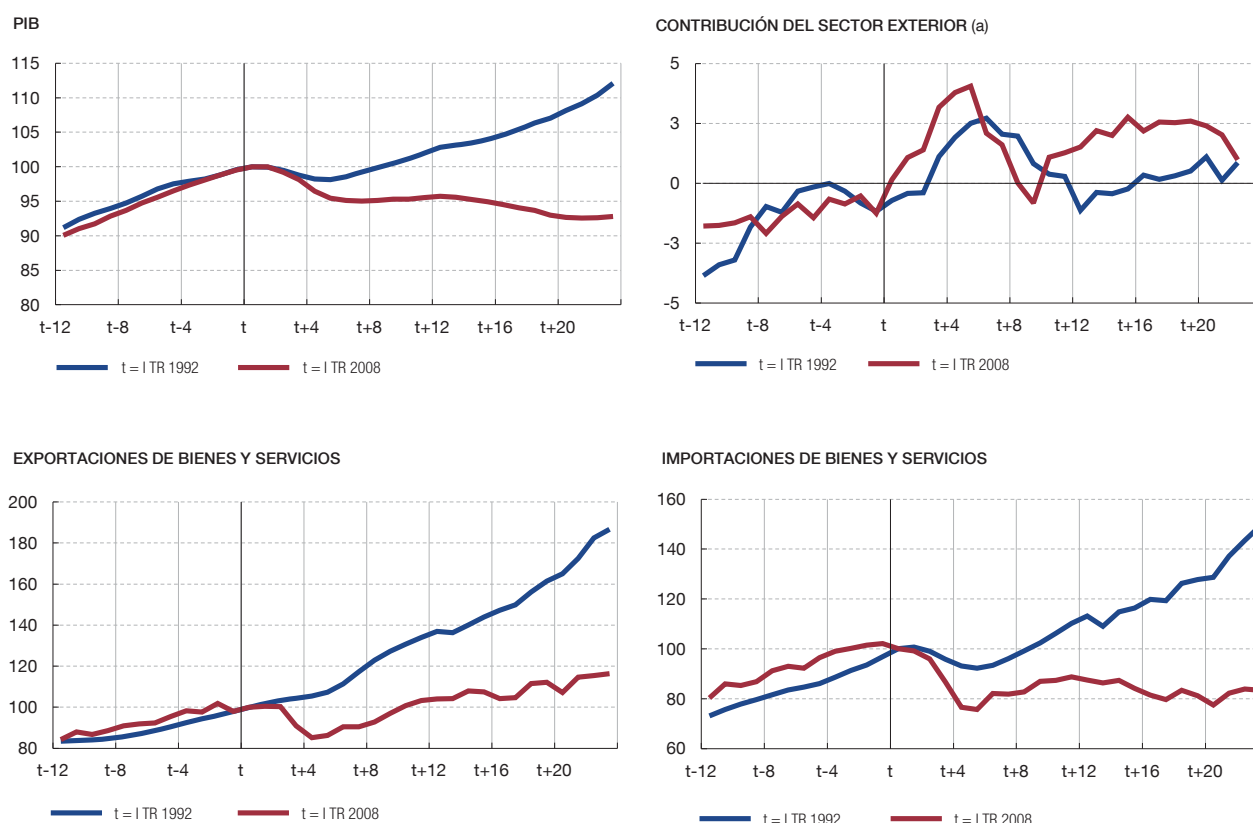 PIB
115
110
105
100
95
90
85
80
t-12 t-8 t-4 t t+4 t+8 t+12 t+16 t+20
t = I TR 1992 t = I TR 2008
CONTRIBUCIÓN DEL SECTOR EXTERIOR (a)
5
3
0
-3
-5
t-12 t-8 t-4 t t+4 t+8 t+12 t+16 t+20
t = I TR 1992 t = I TR 2008
EXPORTACIONES DE BIENES Y SERVICIOS
200
180
160
140
120
100
80
t-12 t-8 t-4 t t+4 t+8 t+12 t+16 t+20
t = I TR 1992 t = I TR 2008
IMPORTACIONES DE BIENES Y SERVICIOS
160
140
120
100
80
60
t-12 t-8 t-4 t t+4 t+8 t+12 t+16 t+20
t = I TR 1992 t = I TR 2008